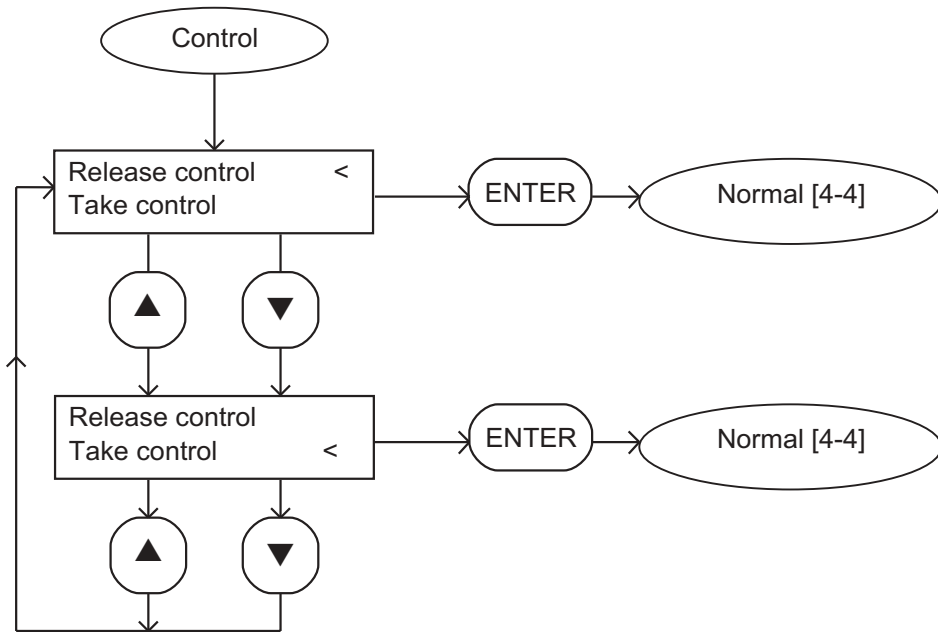 Control
Release control <
Take control
ENTER
Normal [4-4]
▲ ▼
Release control
Take control <
ENTER
Normal [4-4]
▲ ▼